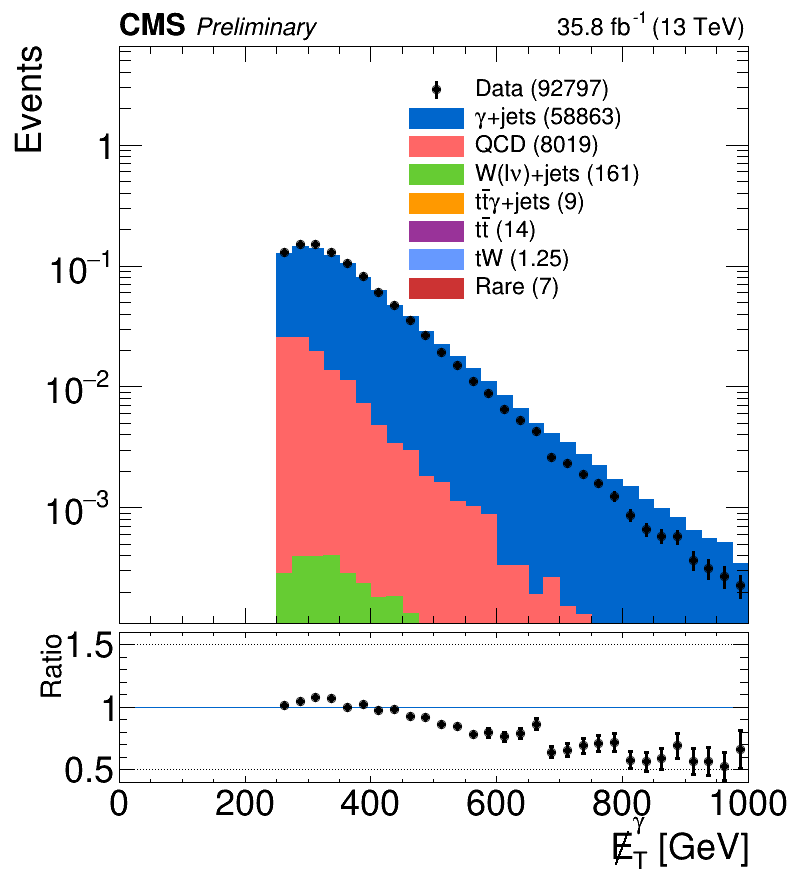 CMS Preliminary 35.8 fb⁻¹ (13 TeV)
Events
Data (92797)
γ+jets (58863)
QCD (8019)
W(lν)+jets (161)
tt̄γ+jets (9)
tt̄ (14)
tW (1.25)
Rare (7)
1
10⁻¹
10⁻²
10⁻³
Ratio
1.5
1
0.5
0 200 400 600 800 1000
E̸_T^γ [GeV]